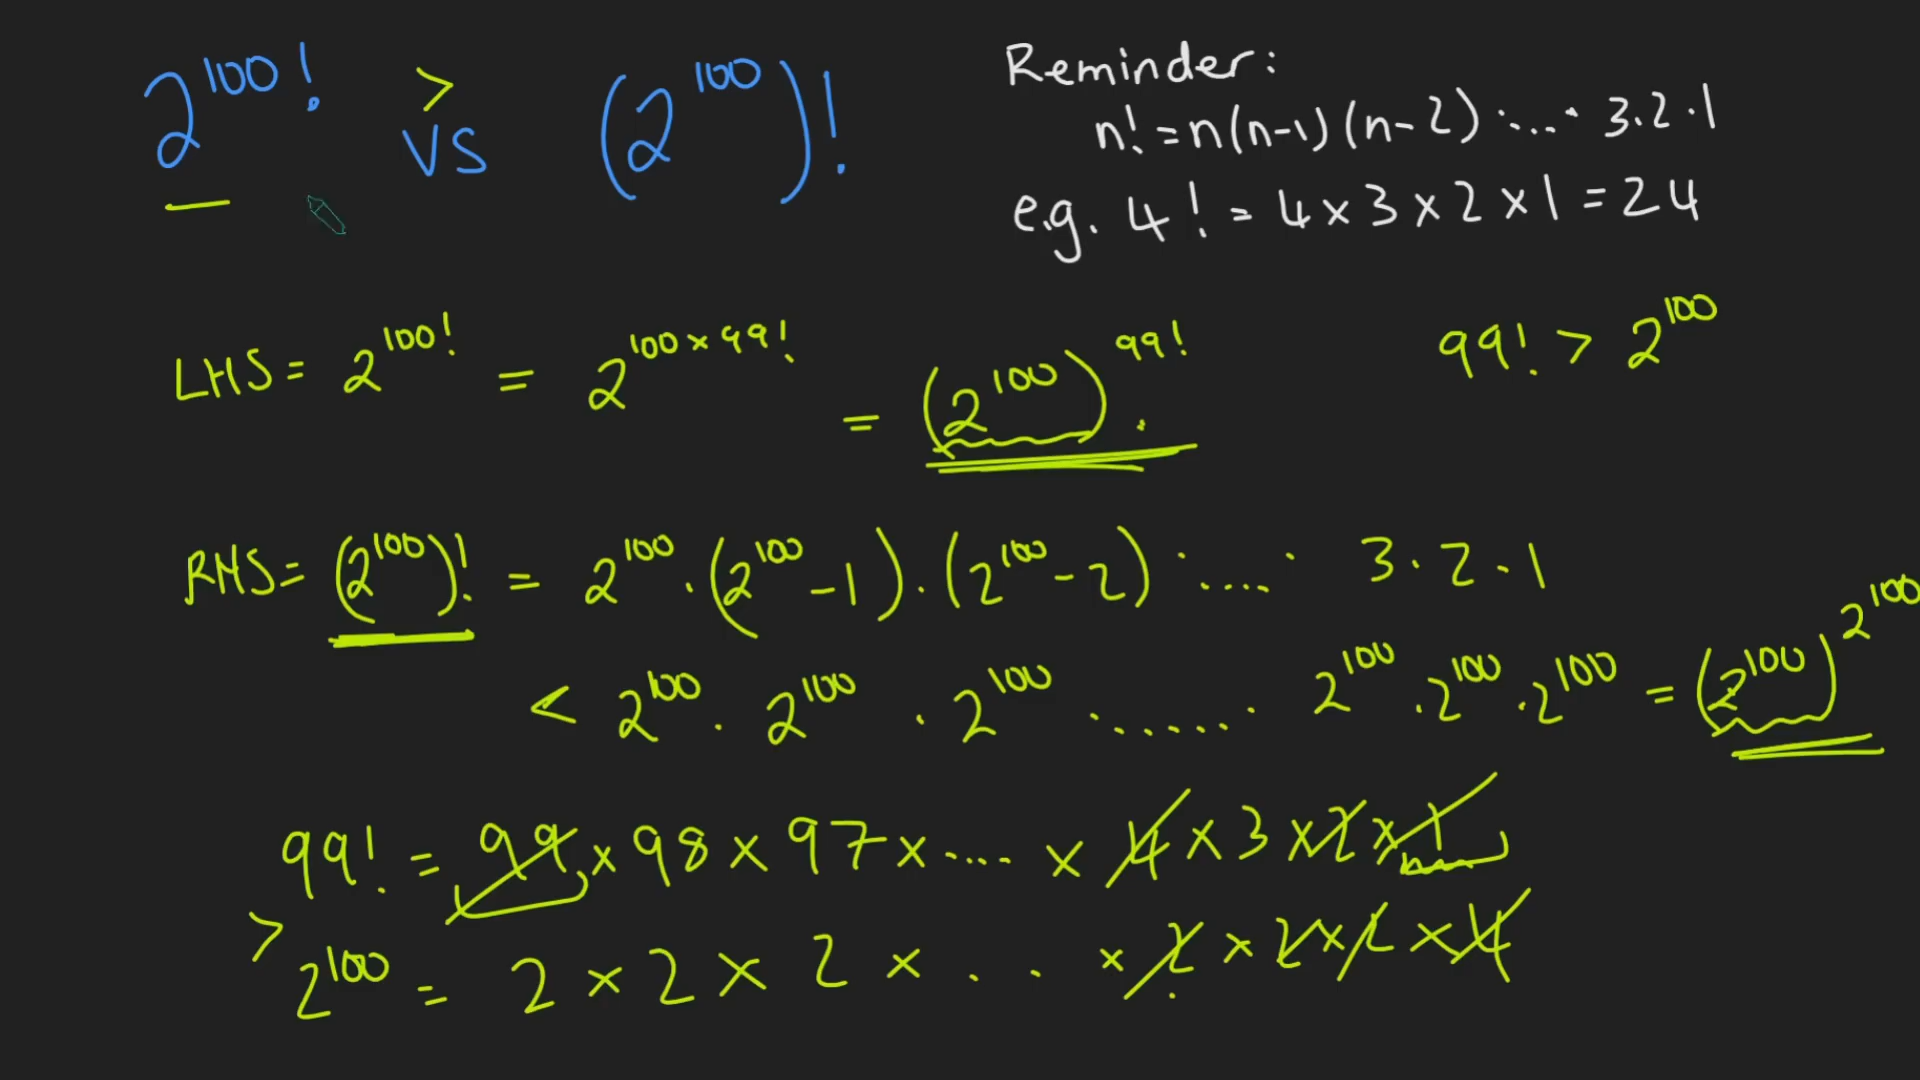 2^100! > vs (2^100)!
Reminder:
n! = n(n-1)(n-2)·...· 3.2.1
e.g. 4! = 4×3×2×1 = 24
LHS = 2^100! = 2^100×99! = (2^100)^99!.
99! > 2^100
RHS = (2^100)! = 2^100 . (2^100 - 1) . (2^100 - 2) ·....· 3 . 2 . 1
< 2^100 . 2^100 . 2^100 ....... 2^100 . 2^100 . 2^100 = (2^100)^2^100
99! = 99 × 98 × 97 × .... × 4 × 3 × 2 × 1
>
2^100 = 2 × 2 × 2 × . . × 2 × 2 × 2 × 4